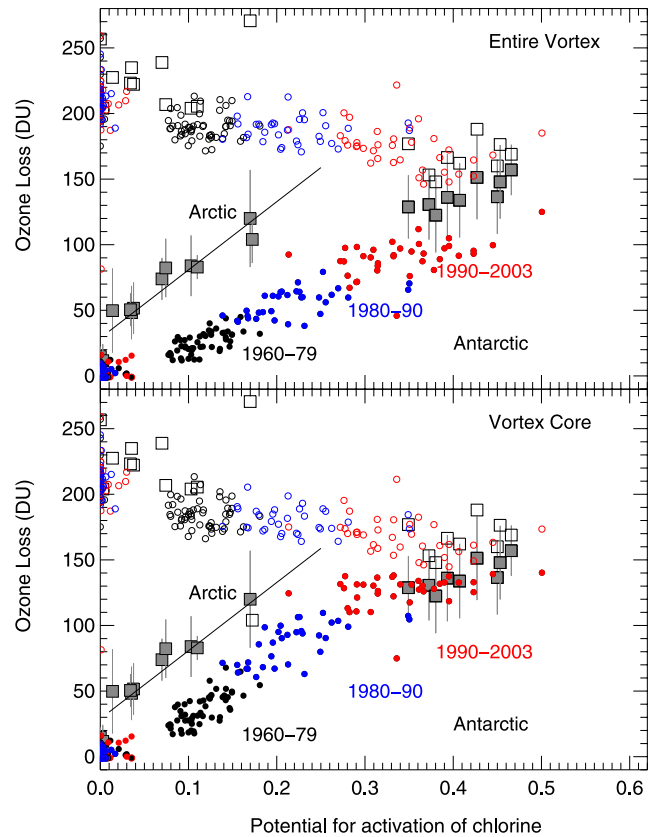 Entire Vortex
250
200
150
100
50
0
Ozone Loss (DU)
Arctic
1990−2003
1980−90
1960−79
Antarctic
Vortex Core
250
200
150
100
50
0
Ozone Loss (DU)
Arctic
1990−2003
1980−90
1960−79
Antarctic
0.0 0.1 0.2 0.3 0.4 0.5 0.6
Potential for activation of chlorine